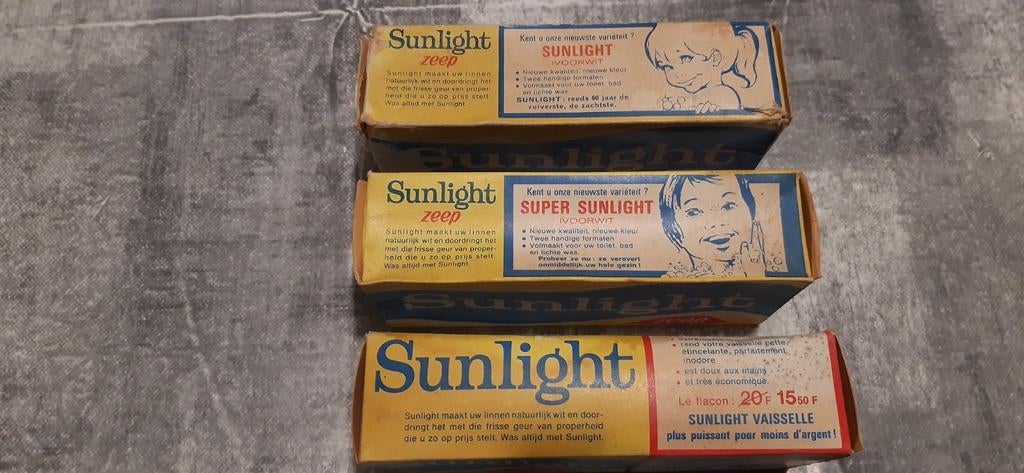 Sunlight
zeep
Sunlight maakt uw linnen
natuurlijk wit en doordringt het
met die frisse geur van proper-
heid die u zo op prijs stelt.
Was altijd met Sunlight.
Kent u onze nieuwste variëteit ?
SUNLIGHT
IVOORWIT
• Nieuwe kwaliteit, nieuwe kleur
• Twee handige formaten
• Volmaakt voor uw toilet, bad
en lichte was.
SUNLIGHT : reeds 60 jaar de
zuiverste, de zachtste.
Sunlight
Sunlight
zeep
Sunlight maakt uw linnen
natuurlijk wit en doordringt het
met die frisse geur van proper-
heid die u zo op prijs stelt.
Was altijd met Sunlight.
Kent u onze nieuwste variëteit ?
SUPER SUNLIGHT
IVOORWIT
• Nieuwe kwaliteit, nieuwe kleur
• Twee handige formaten
• Volmaakt voor uw toilet, bad
en lichte was.
Probeer ze nu : ze verovert
onmiddellijk uw hele gezin !
Sunlight
zeep
Sunlight
Sunlight maakt uw linnen natuurlijk wit en door-
dringt het met die frisse geur van properheid
die u zo op prijs stelt. Was altijd met Sunlight.
• rend votre vaisselle nette,
étincelante, parfaitement
inodore
• est doux aux mains
• et très économique.
Le flacon : 20 F 15 50 F
SUNLIGHT VAISSELLE
plus puissant pour moins d'argent !